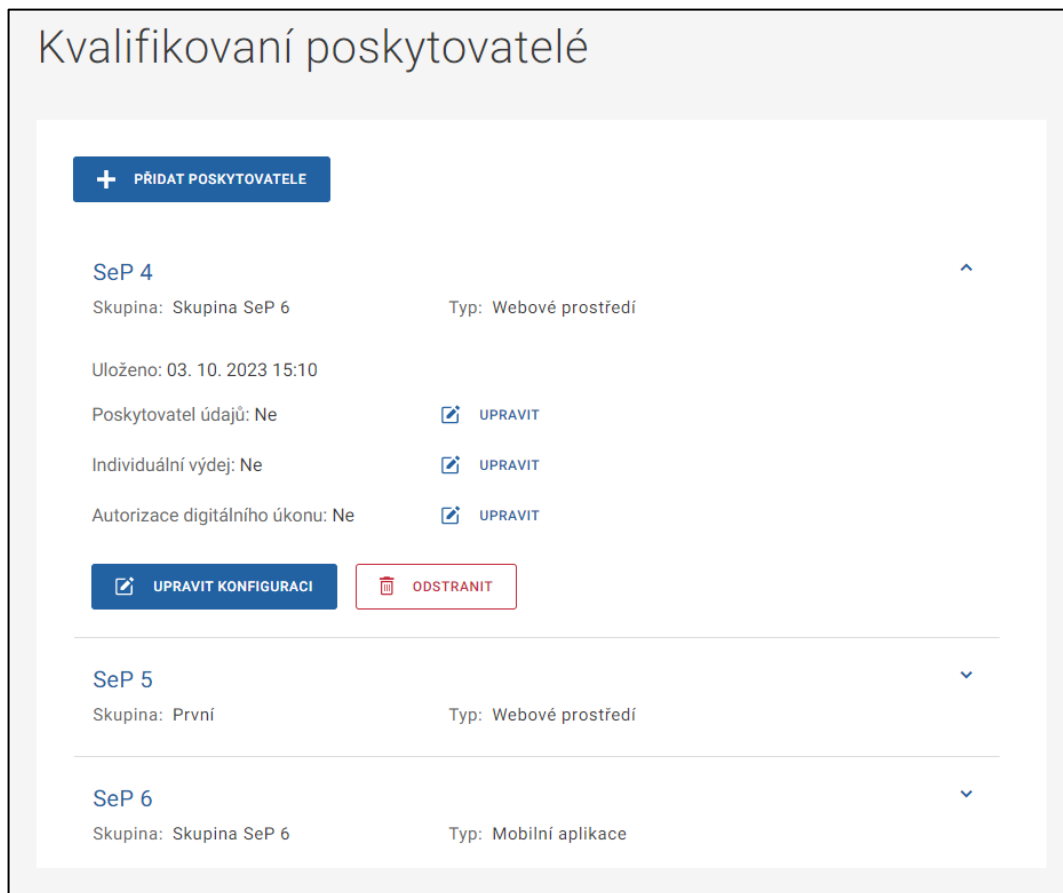 Kvalifikovaní poskytovatelé
PŘIDAT POSKYTOVATELE
SeP 4
Skupina: Skupina SeP 6 Typ: Webové prostředí
Uloženo: 03. 10. 2023 15:10
Poskytovatel údajů: Ne UPRAVIT
Individuální výdej: Ne UPRAVIT
Autorizace digitálního úkonu: Ne UPRAVIT
UPRAVIT KONFIGURACI ODSTRANIT
SeP 5
Skupina: První Typ: Webové prostředí
SeP 6
Skupina: Skupina SeP 6 Typ: Mobilní aplikace